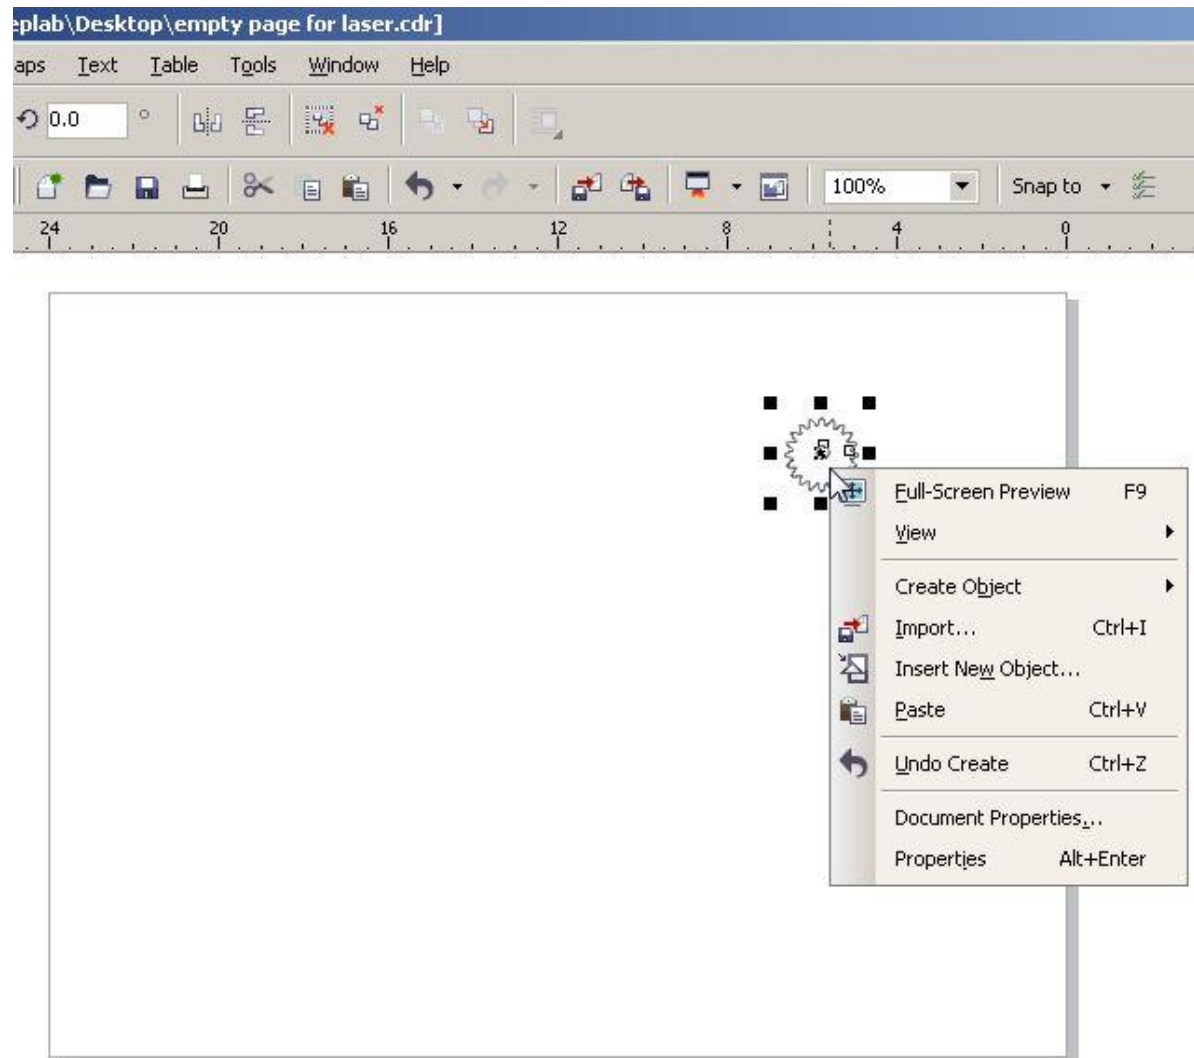 eplab\Desktop\empty page for laser.cdr]
aps Text Table Tools Window Help
0.0 °
100% Snap to
24 20 16 12 8 4 0
Full-Screen Preview F9
View
Create Object
Import... Ctrl+I
Insert New Object...
Paste Ctrl+V
Undo Create Ctrl+Z
Document Properties...
Properties Alt+Enter